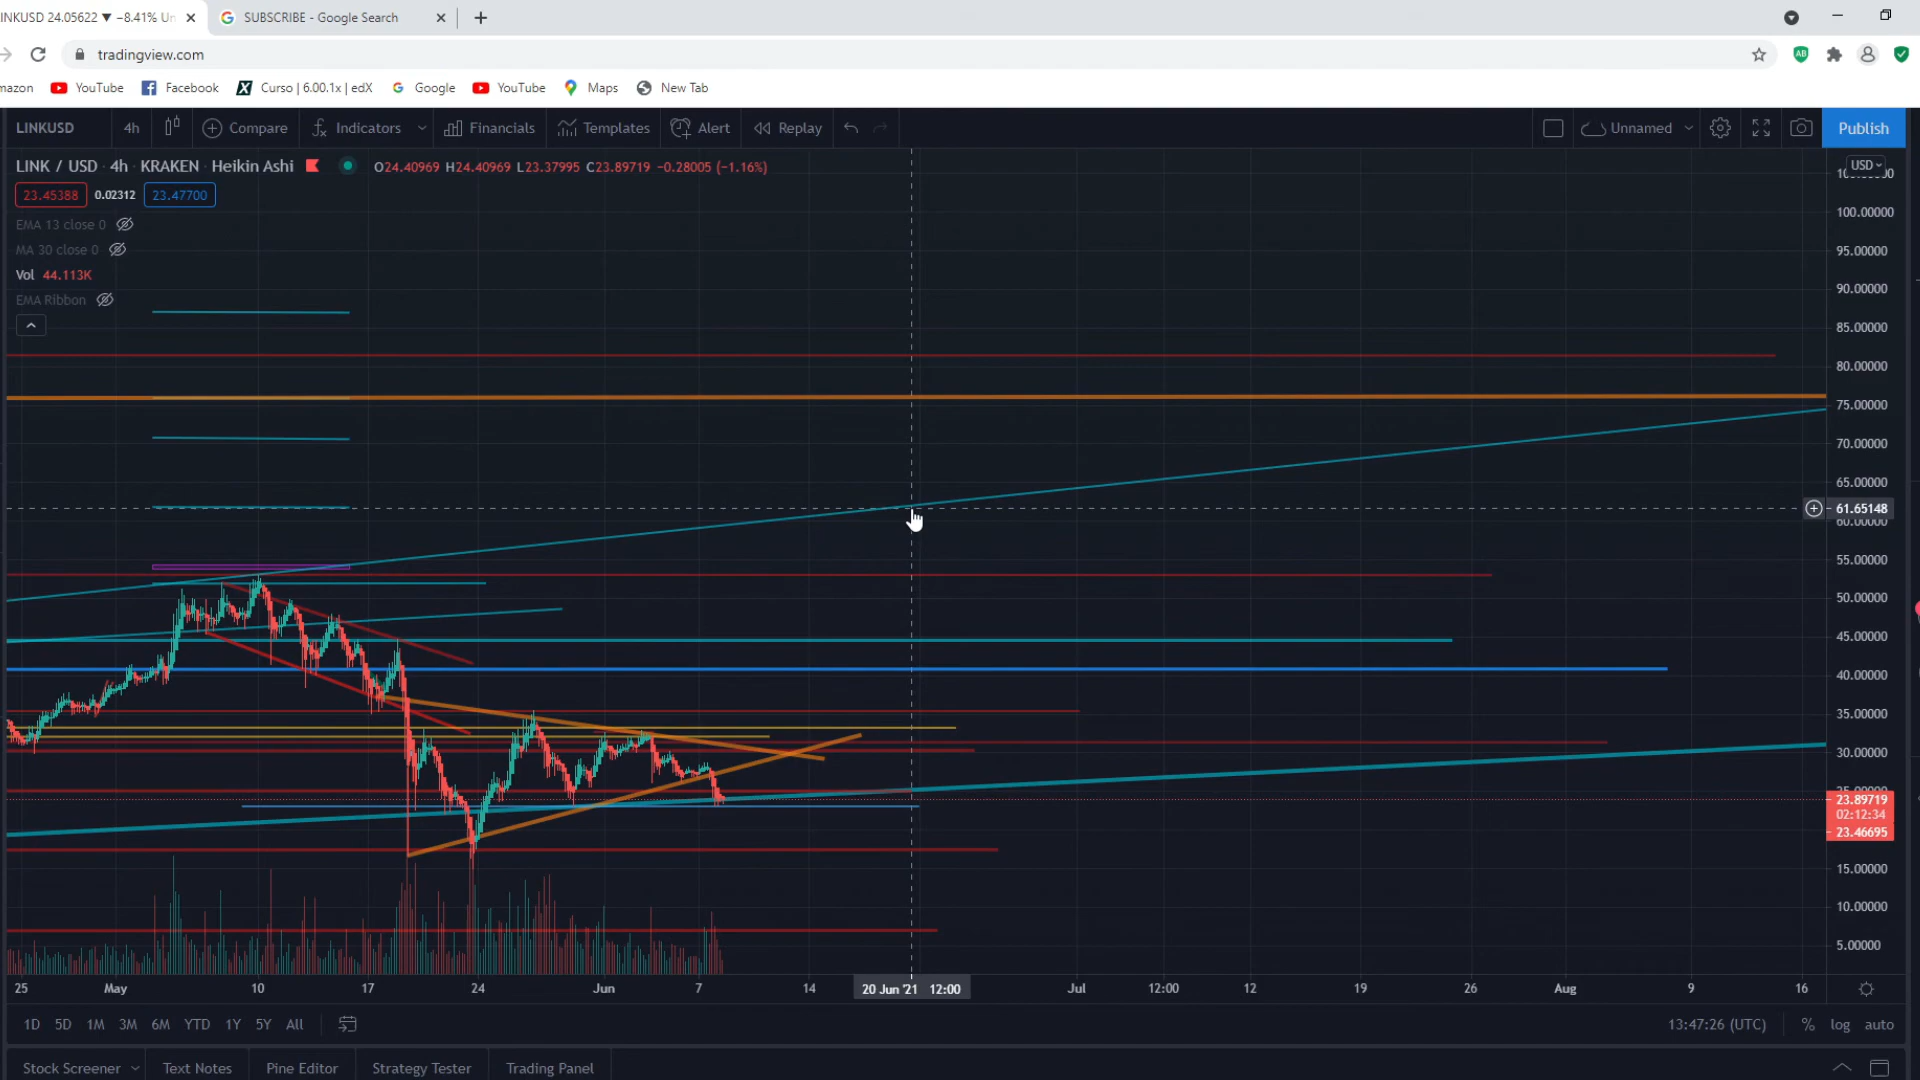 INKUSD 24.05622 ▼ −8.41% Un
SUBSCRIBE - Google Search
tradingview.com
mazon YouTube Facebook Curso | 6.00.1x | edX Google YouTube Maps New Tab
LINKUSD 4h Compare Indicators Financials Templates Alert Replay Unnamed Publish
LINK / USD · 4h · KRAKEN · Heikin Ashi O24.40969 H24.40969 L23.37995 C23.89719 −0.28005 (−1.16%)
USD
23.45388 0.02312 23.47700
EMA 13 close 0
MA 30 close 0
Vol 44.113K
EMA Ribbon
100.00000
95.00000
90.00000
85.00000
80.00000
75.00000
70.00000
65.00000
61.65148
60.00000
55.00000
50.00000
45.00000
40.00000
35.00000
30.00000
25.00000
23.89719
02:12:34
23.46695
15.00000
10.00000
5.00000
25 May 10 17 24 Jun 7 14 20 Jun '21 12:00 Jul 12:00 12 19 26 Aug 9 16
1D 5D 1M 3M 6M YTD 1Y 5Y All 13:47:26 (UTC) % log auto
Stock Screener Text Notes Pine Editor Strategy Tester Trading Panel